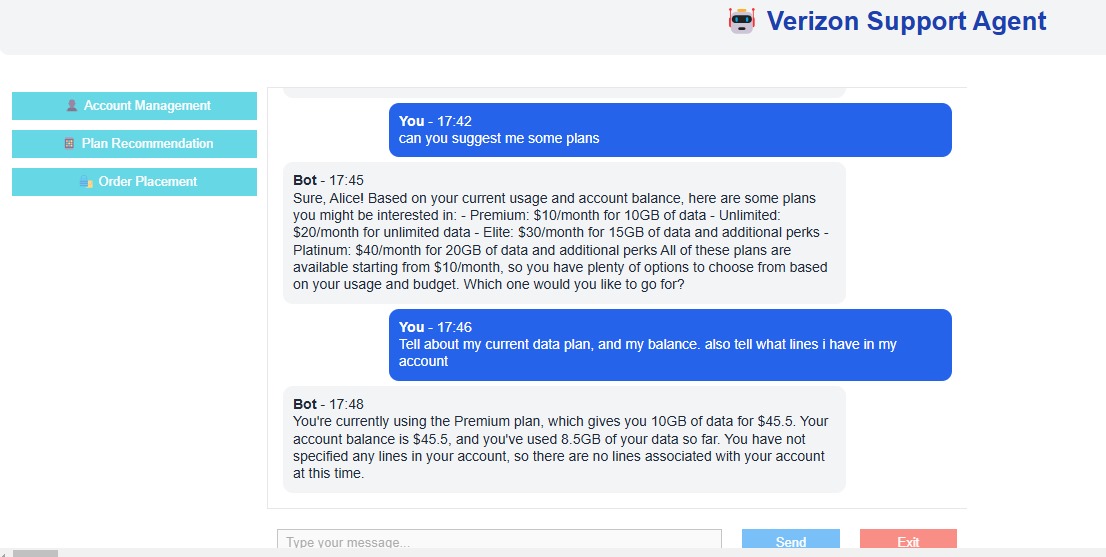 Verizon Support Agent
Account Management
Plan Recommendation
Order Placement
You - 17:42
can you suggest me some plans
Bot - 17:45
Sure, Alice! Based on your current usage and account balance, here are some plans
you might be interested in: - Premium: $10/month for 10GB of data - Unlimited:
$20/month for unlimited data - Elite: $30/month for 15GB of data and additional perks -
Platinum: $40/month for 20GB of data and additional perks All of these plans are
available starting from $10/month, so you have plenty of options to choose from based
on your usage and budget. Which one would you like to go for?
You - 17:46
Tell about my current data plan, and my balance. also tell what lines i have in my
account
Bot - 17:48
You're currently using the Premium plan, which gives you 10GB of data for $45.5. Your
account balance is $45.5, and you've used 8.5GB of your data so far. You have not
specified any lines in your account, so there are no lines associated with your account
at this time.
Type your message...
Send
Exit